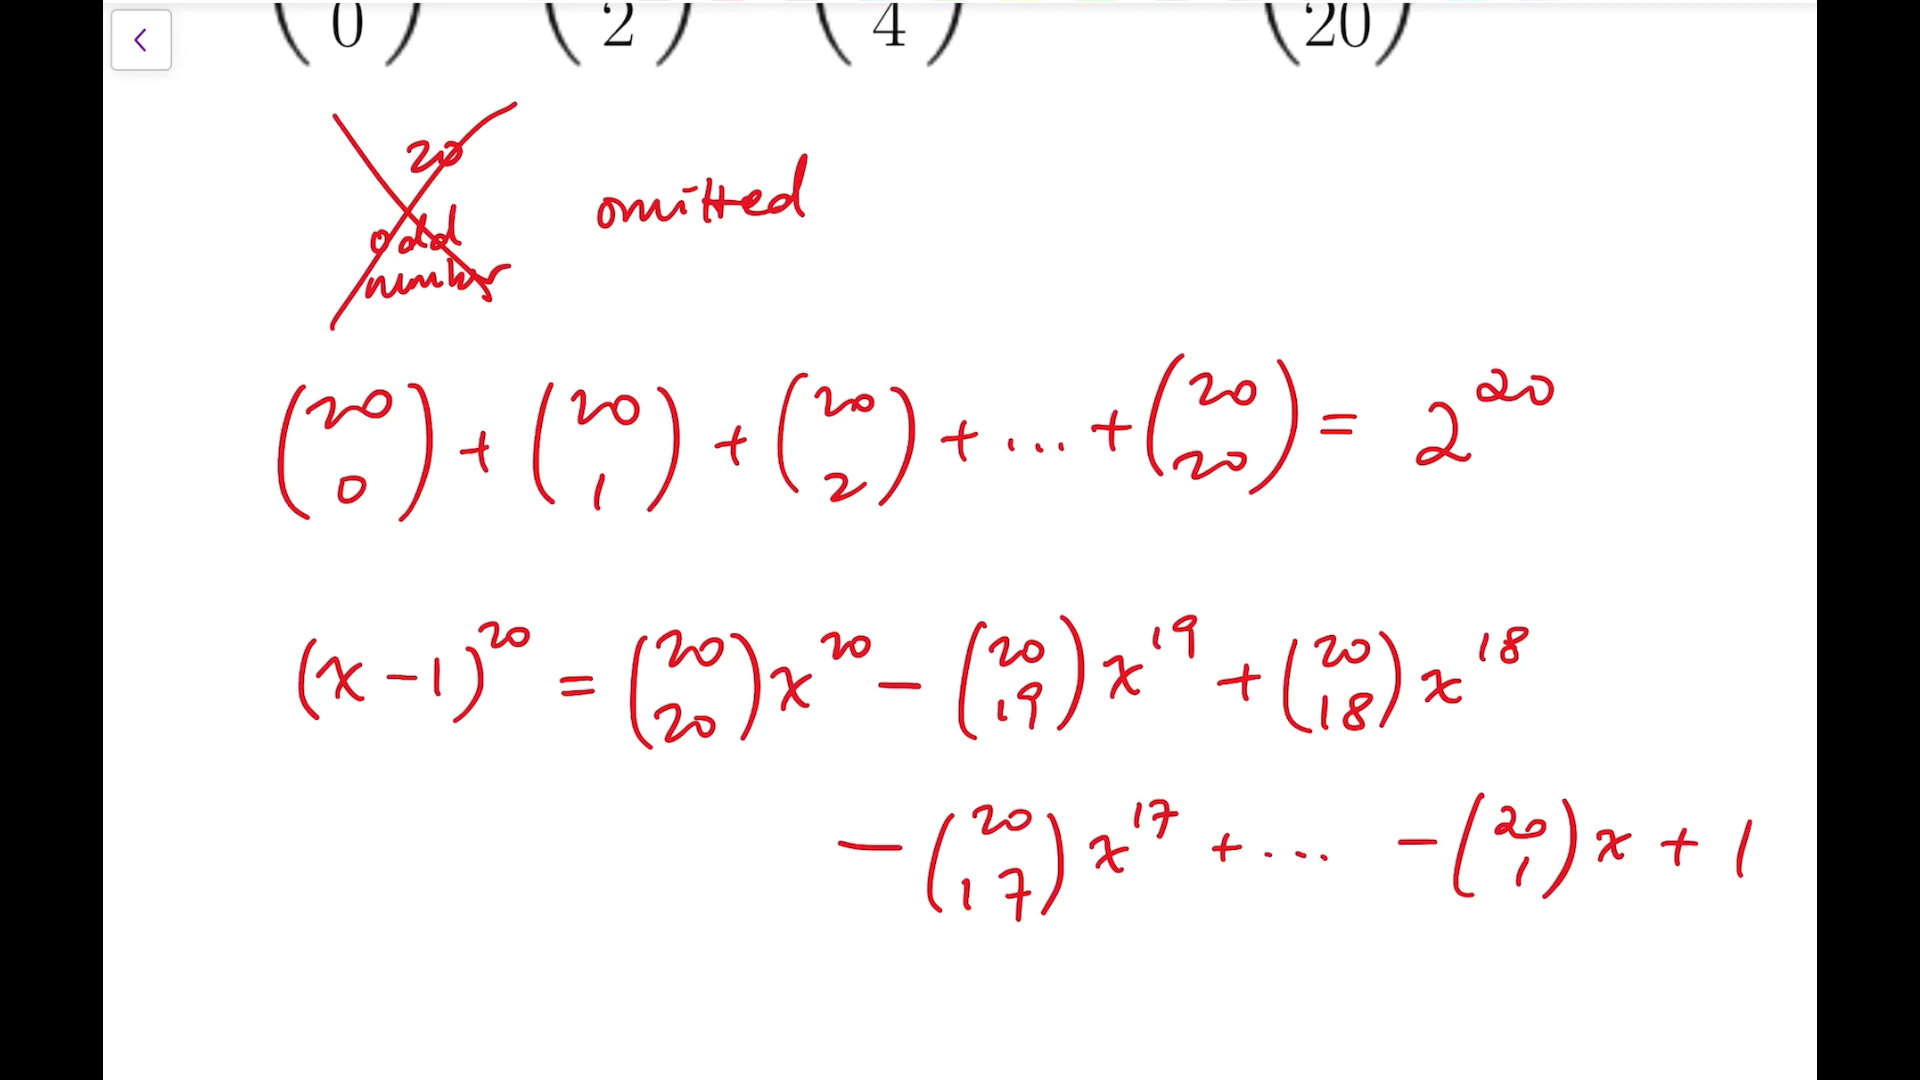 ( 0 ) ( 2 ) ( 4 ) ( 20 )
20
odd
number
omitted
(20 0) + (20 1) + (20 2) + ... + (20 20) = 2^20
(x - 1)^20 = (20 20) x^20 - (20 19) x^19 + (20 18) x^18
- (20 17) x^17 + ... - (20 1) x + 1